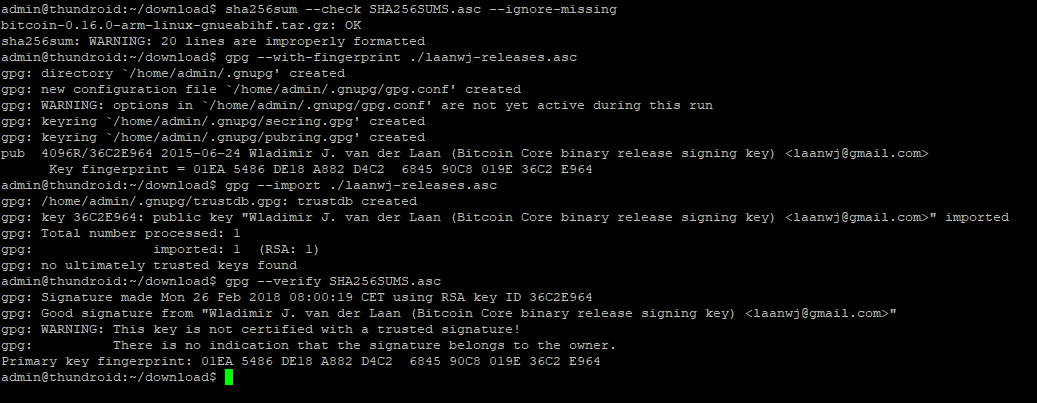 admin@thundroid:~/download$ sha256sum --check SHA256SUMS.asc --ignore-missing
bitcoin-0.16.0-arm-linux-gnueabihf.tar.gz: OK
sha256sum: WARNING: 20 lines are improperly formatted
admin@thundroid:~/download$ gpg --with-fingerprint ./laanwj-releases.asc
gpg: directory `/home/admin/.gnupg' created
gpg: new configuration file `/home/admin/.gnupg/gpg.conf' created
gpg: WARNING: options in `/home/admin/.gnupg/gpg.conf' are not yet active during this run
gpg: keyring `/home/admin/.gnupg/secring.gpg' created
gpg: keyring `/home/admin/.gnupg/pubring.gpg' created
pub  4096R/36C2E964 2015-06-24 Wladimir J. van der Laan (Bitcoin Core binary release signing key) <laanwj@gmail.com>
      Key fingerprint = 01EA 5486 DE18 A882 D4C2  6845 90C8 019E 36C2 E964
admin@thundroid:~/download$ gpg --import ./laanwj-releases.asc
gpg: /home/admin/.gnupg/trustdb.gpg: trustdb created
gpg: key 36C2E964: public key "Wladimir J. van der Laan (Bitcoin Core binary release signing key) <laanwj@gmail.com>" imported
gpg: Total number processed: 1
gpg:               imported: 1  (RSA: 1)
gpg: no ultimately trusted keys found
admin@thundroid:~/download$ gpg --verify SHA256SUMS.asc
gpg: Signature made Mon 26 Feb 2018 08:00:19 CET using RSA key ID 36C2E964
gpg: Good signature from "Wladimir J. van der Laan (Bitcoin Core binary release signing key) <laanwj@gmail.com>"
gpg: WARNING: This key is not certified with a trusted signature!
gpg:          There is no indication that the signature belongs to the owner.
Primary key fingerprint: 01EA 5486 DE18 A882 D4C2  6845 90C8 019E 36C2 E964
admin@thundroid:~/download$